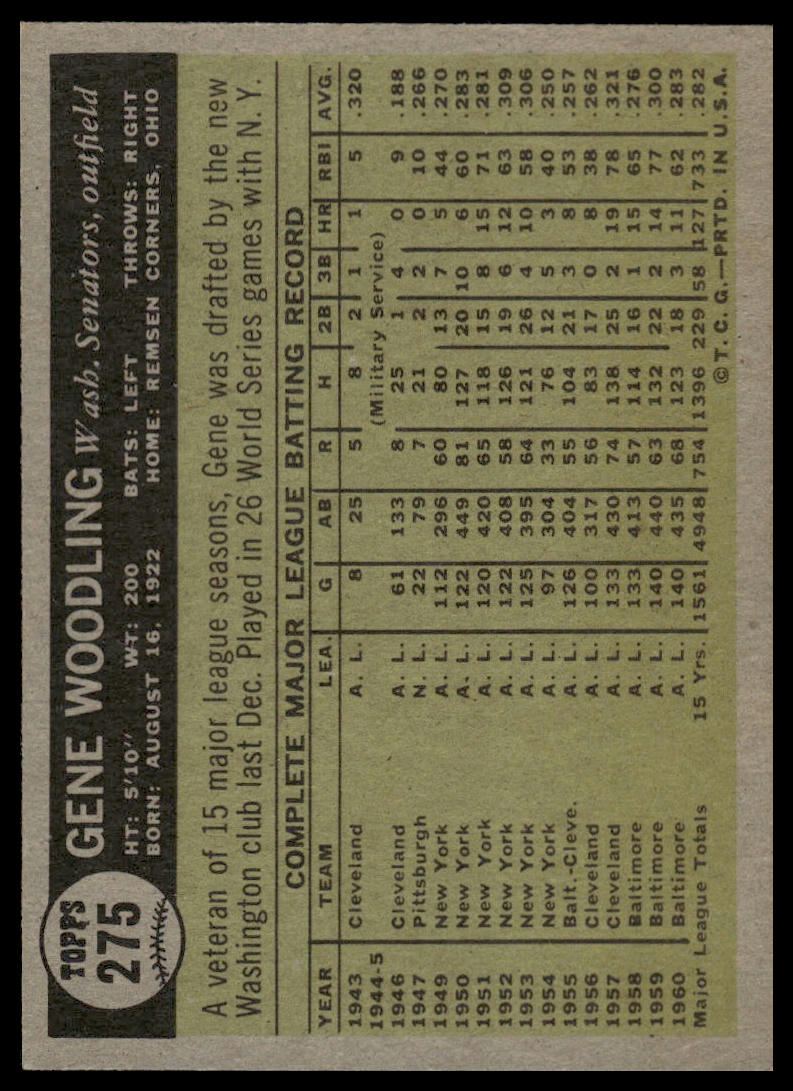 TOPPS
275
GENE WOODLING Wash. Senators, outfield
HT: 5'10" WT: 200 BATS: LEFT THROWS: RIGHT
BORN: AUGUST 16, 1922 HOME: REMSEN CORNERS, OHIO
A veteran of 15 major league seasons, Gene was drafted by the new
Washington club last Dec. Played in 26 World Series games with N. Y.
COMPLETE MAJOR LEAGUE BATTING RECORD
YEAR TEAM LEA. G AB R H 2B 3B HR RBI AVG.
1943 Cleveland A. L. 8 25 5 8 2 1 1 5 .320
1944-5 (Military Service)
1946 Cleveland A. L. 61 133 8 25 1 4 0 9 .188
1947 Pittsburgh N. L. 22 79 7 21 2 2 0 10 .266
1949 New York A. L. 112 296 60 80 13 7 5 44 .270
1950 New York A. L. 122 449 81 127 20 10 6 60 .283
1951 New York A. L. 120 420 65 118 15 8 15 71 .281
1952 New York A. L. 122 408 58 126 19 6 12 63 .309
1953 New York A. L. 125 395 64 121 26 4 10 58 .306
1954 New York A. L. 97 304 33 76 12 5 3 40 .250
1955 Balt.-Cleve. A. L. 126 404 55 104 21 3 8 53 .257
1956 Cleveland A. L. 100 317 56 83 17 0 8 38 .262
1957 Cleveland A. L. 133 430 74 138 25 2 19 78 .321
1958 Baltimore A. L. 133 413 57 114 16 1 15 65 .276
1959 Baltimore A. L. 140 440 63 132 22 2 14 77 .300
1960 Baltimore A. L. 140 435 68 123 18 3 11 62 .283
Major League Totals 15 Yrs. 1561 4948 754 1396 229 58 127 733 .282
©T. C. G.—PRTD. IN U.S.A.